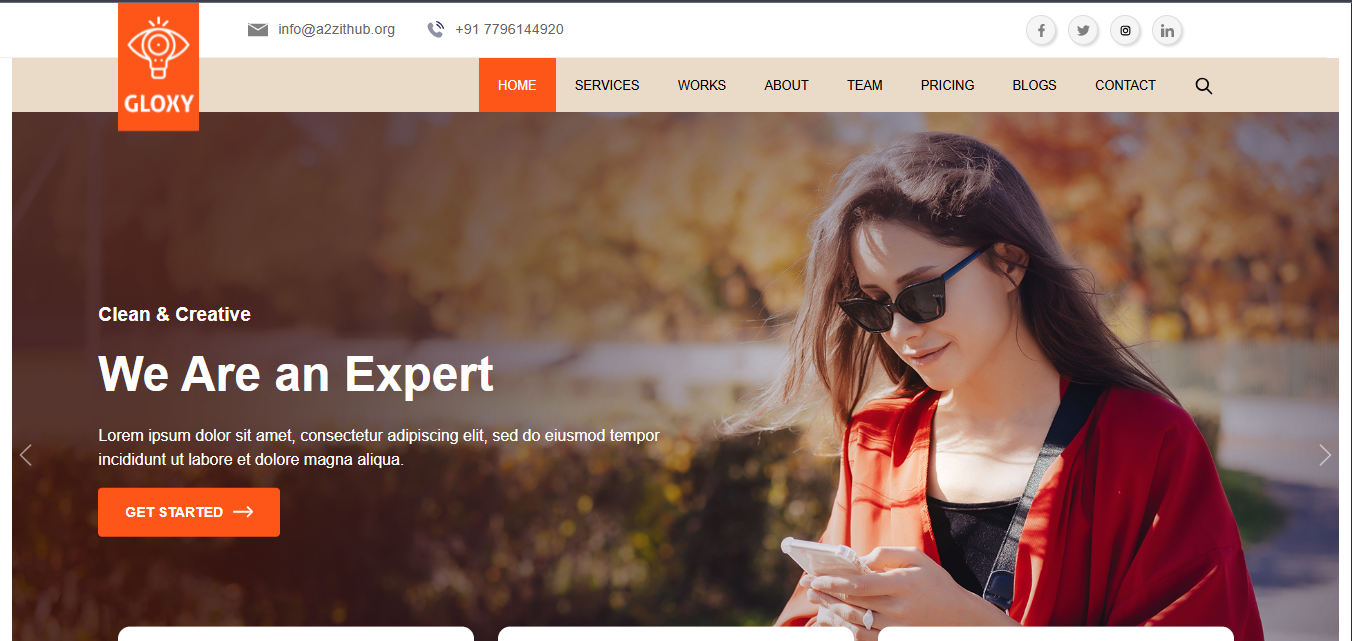 info@a2zithub.org
+91 7796144920
GLOXY
HOME
SERVICES
WORKS
ABOUT
TEAM
PRICING
BLOGS
CONTACT
Clean & Creative
We Are an Expert
Lorem ipsum dolor sit amet, consectetur adipiscing elit, sed do eiusmod tempor
incididunt ut labore et dolore magna aliqua.
GET STARTED